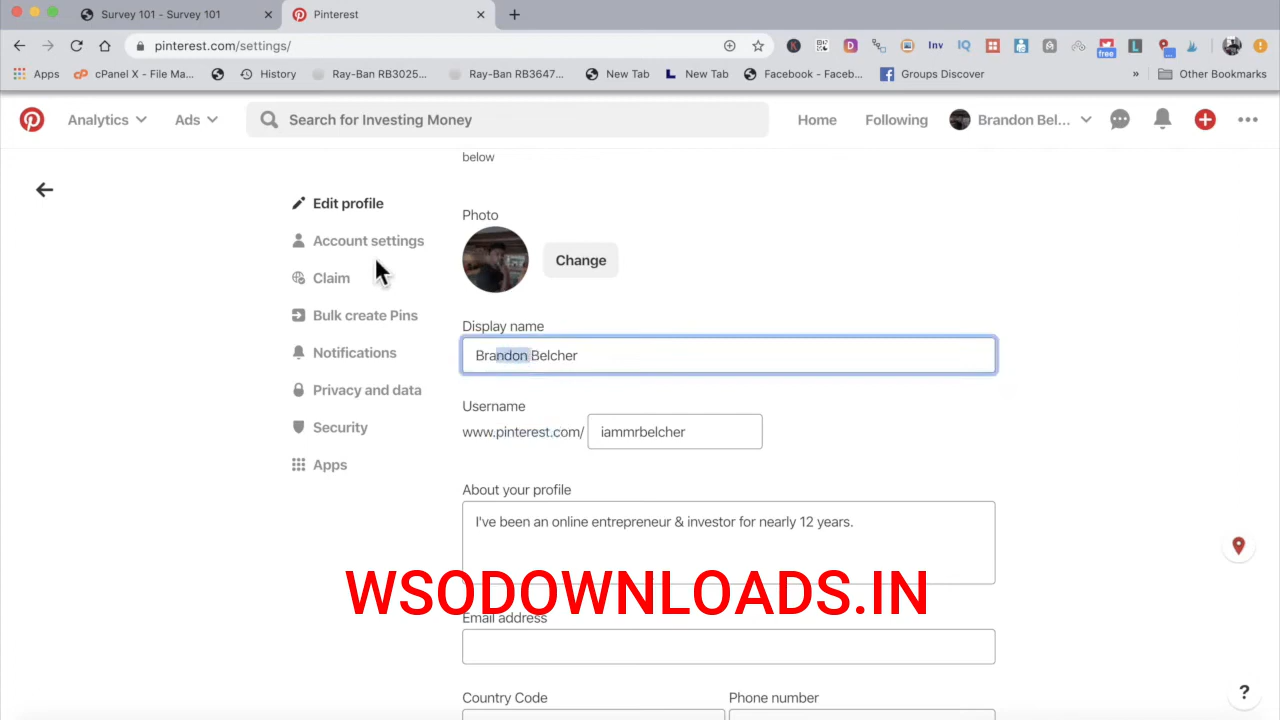 Survey 101 - Survey 101
Pinterest
pinterest.com/settings/
Inv
IQ
free
Apps
cPanel X - File Ma...
History
Ray-Ban RB3025...
Ray-Ban RB3647...
New Tab
New Tab
Facebook - Faceb...
Groups Discover
»
Other Bookmarks
Analytics
Ads
Search for Investing Money
Home
Following
Brandon Bel...
below
Edit profile
Account settings
Claim
Bulk create Pins
Notifications
Privacy and data
Security
Apps
Photo
Change
Display name
Brandon Belcher
Username
www.pinterest.com/ iammrbelcher
About your profile
I've been an online entrepreneur & investor for nearly 12 years.
WSODOWNLOADS.IN
Email address
Country Code
Phone number
?